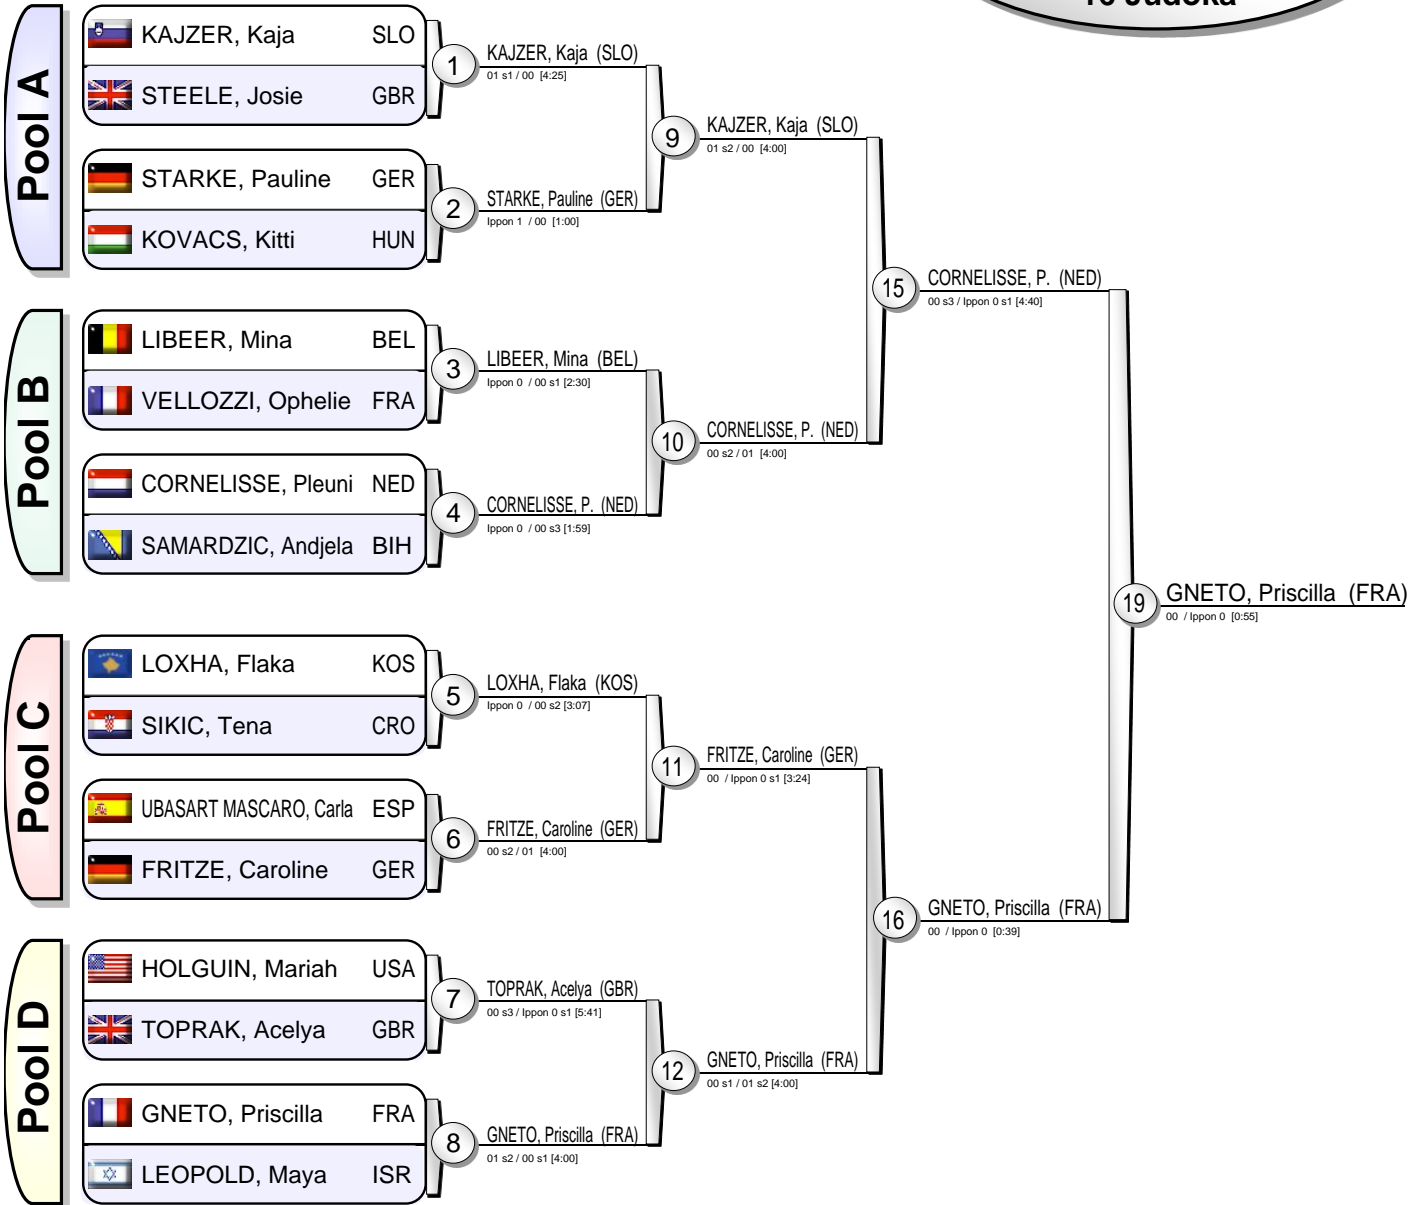 16 Judoka
Pool A
KAJZER, Kaja SLO
STEELE, Josie GBR
STARKE, Pauline GER
KOVACS, Kitti HUN
Pool B
LIBEER, Mina BEL
VELLOZZI, Ophelie FRA
CORNELISSE, Pleuni NED
SAMARDZIC, Andjela BIH
Pool C
LOXHA, Flaka KOS
SIKIC, Tena CRO
UBASART MASCARO, Carla ESP
FRITZE, Caroline GER
Pool D
HOLGUIN, Mariah USA
TOPRAK, Acelya GBR
GNETO, Priscilla FRA
LEOPOLD, Maya ISR
1
KAJZER, Kaja (SLO)
01 s1 / 00 [4:25]
2
STARKE, Pauline (GER)
Ippon 1 / 00 [1:00]
3
LIBEER, Mina (BEL)
Ippon 0 / 00 s1 [2:30]
4
CORNELISSE, P. (NED)
Ippon 0 / 00 s3 [1:59]
5
LOXHA, Flaka (KOS)
Ippon 0 / 00 s2 [3:07]
6
FRITZE, Caroline (GER)
00 s2 / 01 [4:00]
7
TOPRAK, Acelya (GBR)
00 s3 / Ippon 0 s1 [5:41]
8
GNETO, Priscilla (FRA)
01 s2 / 00 s1 [4:00]
9
KAJZER, Kaja (SLO)
01 s2 / 00 [4:00]
10
CORNELISSE, P. (NED)
00 s2 / 01 [4:00]
11
FRITZE, Caroline (GER)
00 / Ippon 0 s1 [3:24]
12
GNETO, Priscilla (FRA)
00 s1 / 01 s2 [4:00]
15
CORNELISSE, P. (NED)
00 s3 / Ippon 0 s1 [4:40]
16
GNETO, Priscilla (FRA)
00 / Ippon 0 [0:39]
19
GNETO, Priscilla (FRA)
00 / Ippon 0 [0:55]